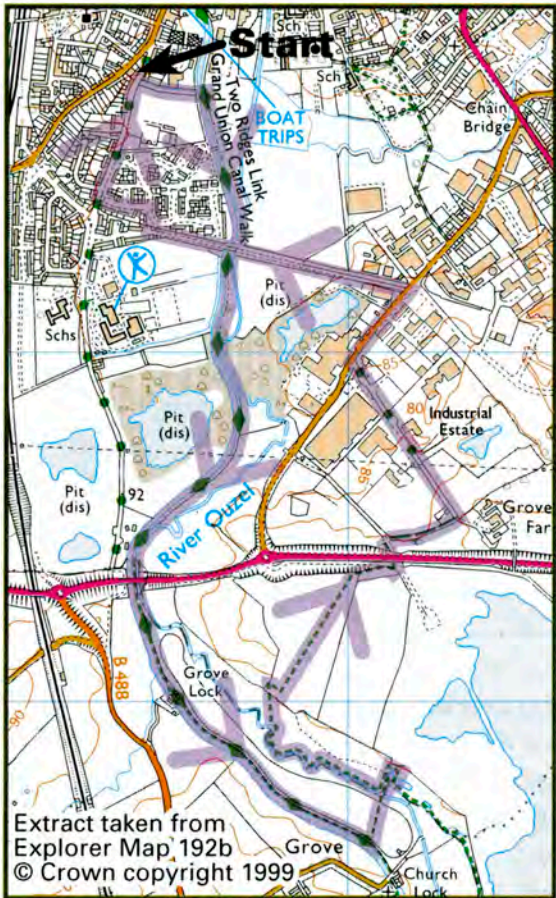 Start
Sch
Sch
Two Ridges Link
Grand Union Canal Walk
BOAT
TRIPS
Chain
Bridge
Schs
Pit
(dis)
Pit
(dis)
Pit
(dis)
85
80
85
Industrial
Estate
92
River Ouzel
Grove
Far
B 488
Grove
Lock
90
Grove
Church
Lock
Extract taken from
Explorer Map 192b
© Crown copyright 1999